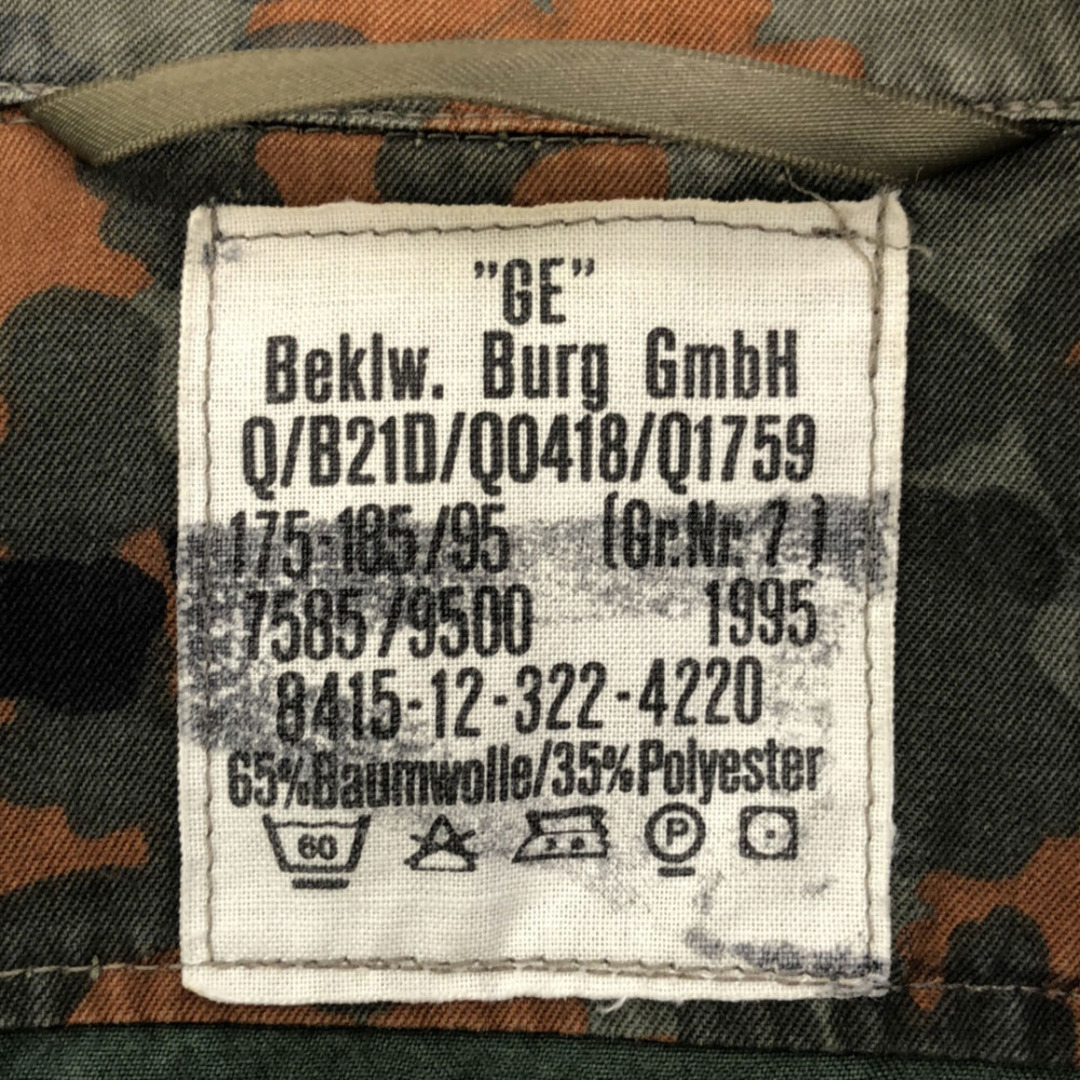 "GE"
Beklw. Burg GmbH
Q/B21D/Q0418/Q1759
175-185/95 (Gr.Nr. 7)
7585/9500 1995
8415-12-322-4220
65%Baumwolle/35%Polyester
60 A P